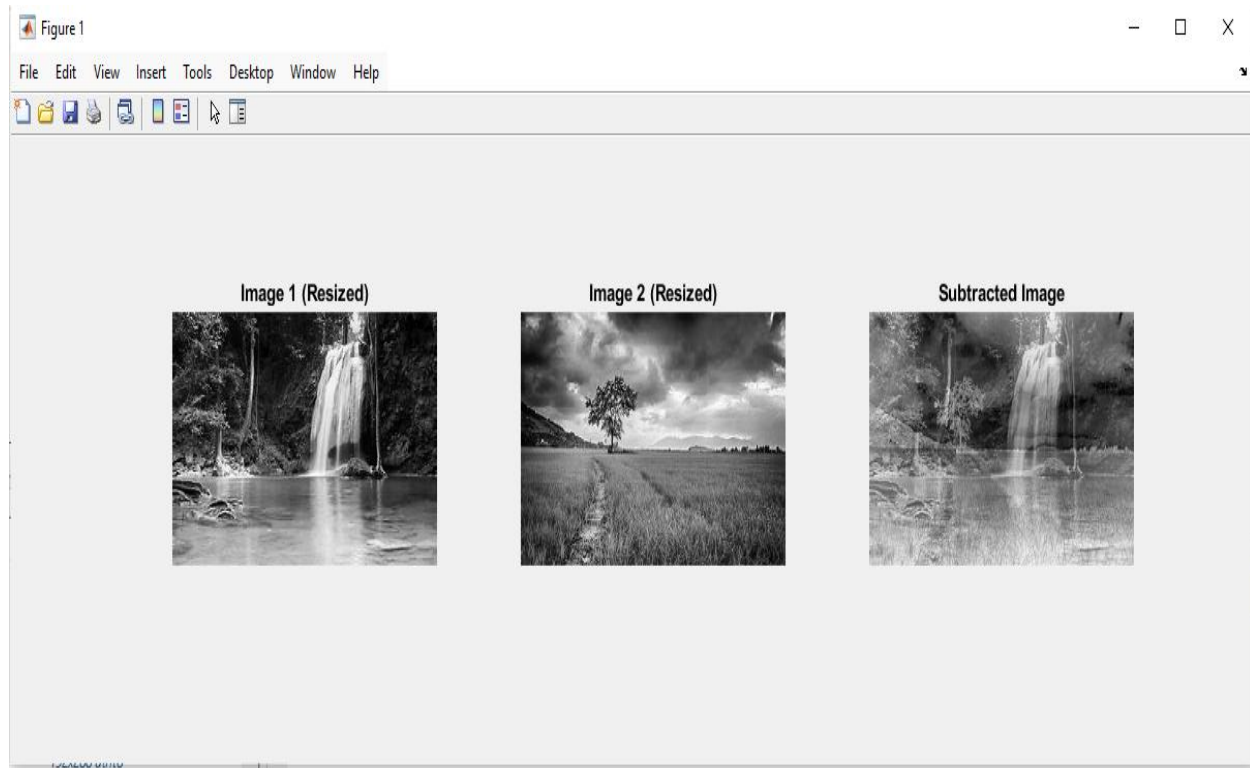 Figure 1
File Edit View Insert Tools Desktop Window Help
Image 1 (Resized) Image 2 (Resized) Subtracted Image